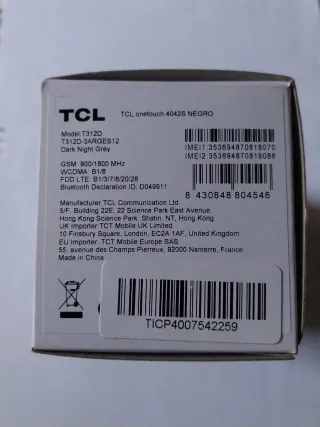 TCL
TCL onetouch 4042S NEGRO
Model:T312D
T312D-3ARGES12
Dark Night Grey
IMEI1:353694870818070
IMEI2:353694870818088
GSM: 900/1800 MHz
WCDMA: B1/8
FDD LTE: B1/3/7/8/20/28
Bluetooth Declaration ID: D049911
8 430848 804546
Manufacturer TCL Communication Ltd
5/F, Building 22E, 22 Science Park East Avenue,
Hong Kong Science Park, Shatin, NT, Hong Kong
UK Importer TCT Mobile UK Limited
10 Finsbury Square, London, EC2A 1AF, United Kingdom
EU Importer: TCT Mobile Europe SAS
55, avenue des Champs Pierreux, 92000 Nanterre, France
Made in China
TICP4007542259